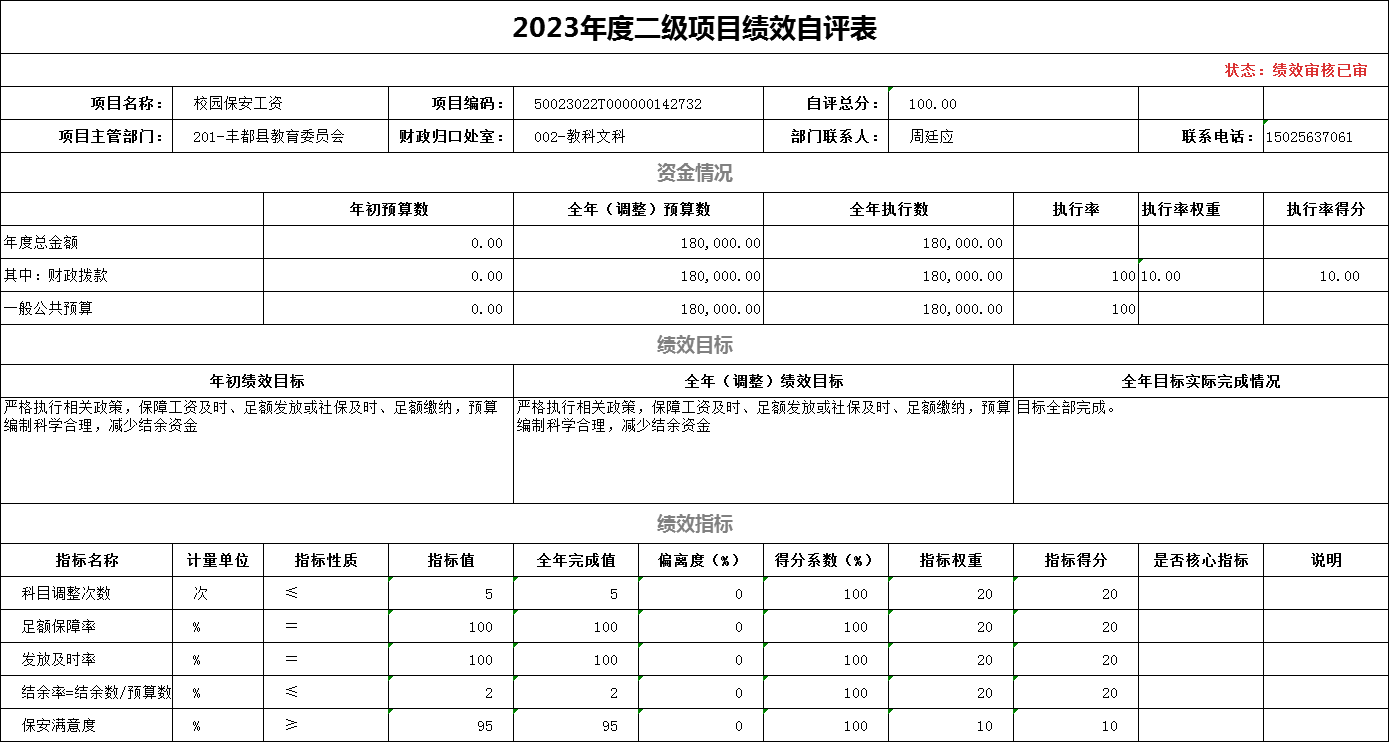 2023年度二级项目绩效自评表
状态：绩效审核已审
项目名称： 校园保安工资 项目编码： 50023022T000000142732 自评总分： 100.00
项目主管部门： 201-丰都县教育委员会 财政归口处室： 002-教科文科 部门联系人： 周廷应 联系电话： 15025637061
资金情况
年初预算数 全年（调整）预算数 全年执行数 执行率 执行率权重 执行率得分
年度总金额 0.00 180,000.00 180,000.00
其中：财政拨款 0.00 180,000.00 180,000.00 100 10.00 10.00
一般公共预算 0.00 180,000.00 180,000.00 100
绩效目标
年初绩效目标 全年（调整）绩效目标 全年目标实际完成情况
严格执行相关政策，保障工资及时、足额发放或社保及时、足额缴纳，预算
编制科学合理，减少结余资金
严格执行相关政策，保障工资及时、足额发放或社保及时、足额缴纳，预算
编制科学合理，减少结余资金
目标全部完成。
绩效指标
指标名称 计量单位 指标性质 指标值 全年完成值 偏离度（%） 得分系数（%） 指标权重 指标得分 是否核心指标 说明
科目调整次数 次 ≤ 5 5 0 100 20 20
足额保障率 % ＝ 100 100 0 100 20 20
发放及时率 % ＝ 100 100 0 100 20 20
结余率=结余数/预算数 % ≤ 2 2 0 100 20 20
保安满意度 % ≥ 95 95 0 100 10 10